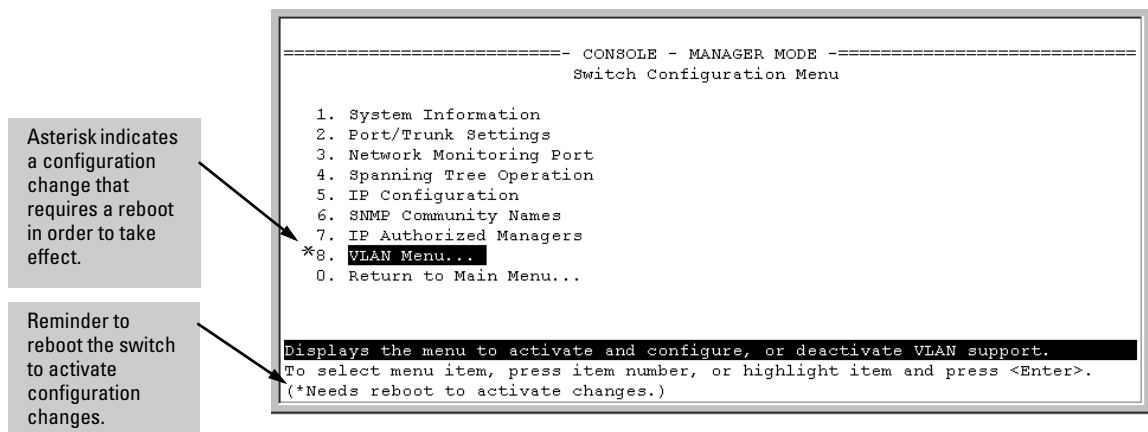 ==========================- CONSOLE - MANAGER MODE -============================
Switch Configuration Menu
1. System Information
2. Port/Trunk Settings
3. Network Monitoring Port
4. Spanning Tree Operation
5. IP Configuration
6. SNMP Community Names
7. IP Authorized Managers
*8. VLAN Menu...
0. Return to Main Menu...
Displays the menu to activate and configure, or deactivate VLAN support.
To select menu item, press item number, or highlight item and press <Enter>.
(*Needs reboot to activate changes.)
Asterisk indicates
a configuration
change that
requires a reboot
in order to take
effect.
Reminder to
reboot the switch
to activate
configuration
changes.